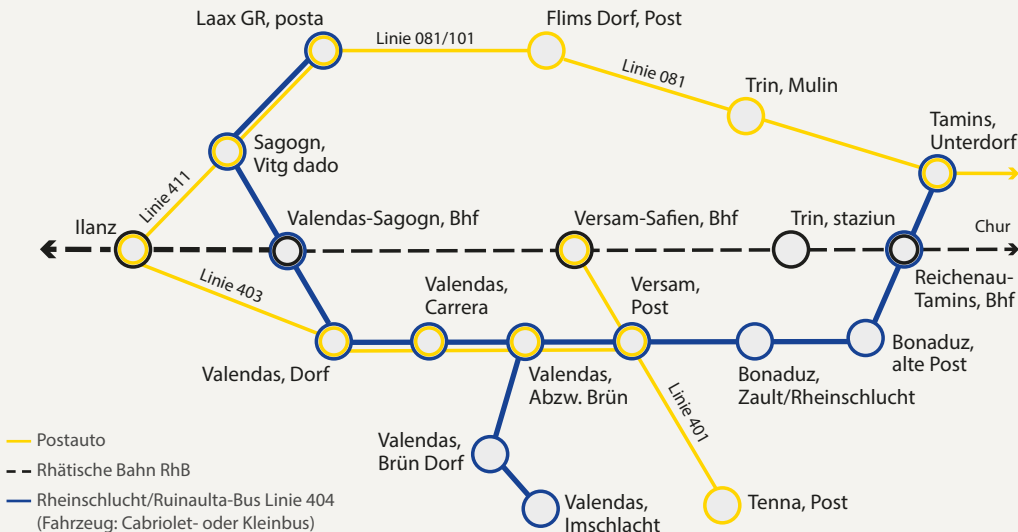 Laax GR, posta
Linie 081/101
Flims Dorf, Post
Linie 081
Trin, Mulin
Tamins,
Unterdorf
Sagogn,
Vitg dado
Linie 411
Ilanz
Valendas-Sagogn, Bhf
Versam-Safien, Bhf
Trin, staziun
Chur
Reichenau-
Tamins, Bhf
Linie 403
Valendas,
Carrera
Versam,
Post
Valendas, Dorf
Valendas,
Abzw. Brün
Bonaduz,
Zault/Rheinschlucht
Bonaduz,
alte Post
Linie 401
Valendas,
Brün Dorf
Valendas,
Imschlacht
Tenna, Post
Postauto
Rhätische Bahn RhB
Rheinschlucht/Ruinaulta-Bus Linie 404
(Fahrzeug: Cabriolet- oder Kleinbus)